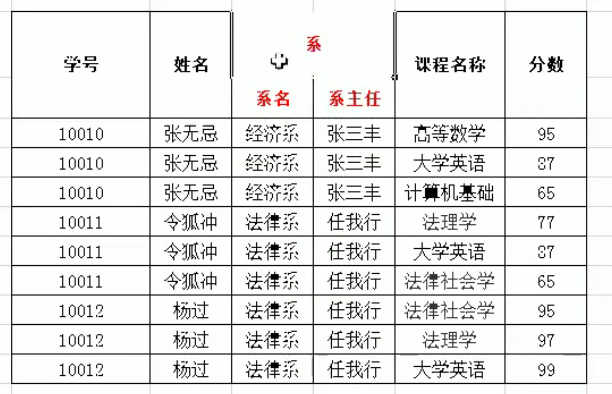 学号 姓名 系 课程名称 分数
系名 系主任
10010 张无忌 经济系 张三丰 高等数学 95
10010 张无忌 经济系 张三丰 大学英语 87
10010 张无忌 经济系 张三丰 计算机基础 65
10011 令狐冲 法律系 任我行 法理学 77
10011 令狐冲 法律系 任我行 大学英语 87
10011 令狐冲 法律系 任我行 法律社会学 65
10012 杨过 法律系 任我行 法律社会学 95
10012 杨过 法律系 任我行 法理学 97
10012 杨过 法律系 任我行 大学英语 99